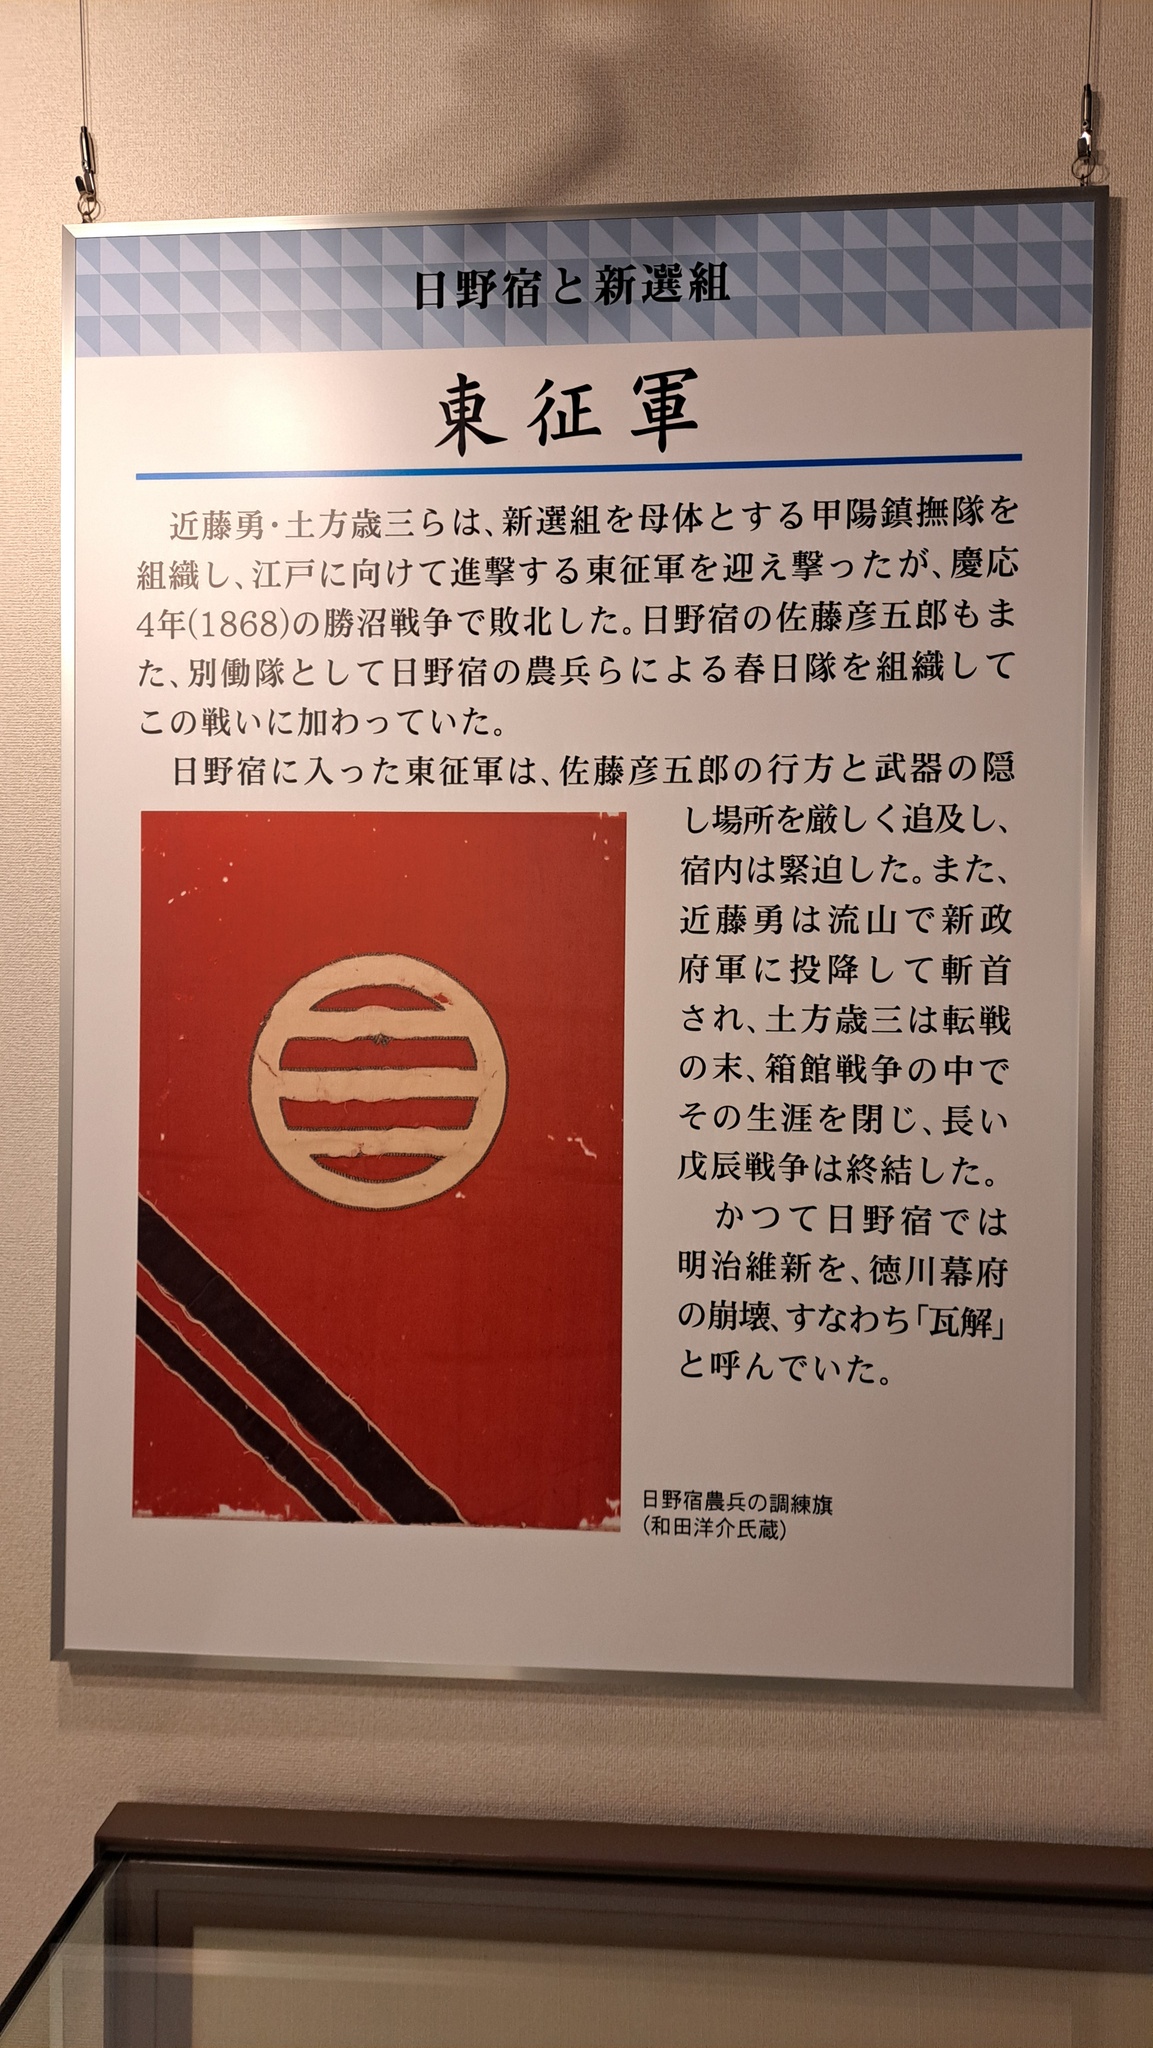 日野宿と新選組
東征軍
近藤勇・土方歳三らは、新選組を母体とする甲陽鎮撫隊を
組織し、江戸に向けて進撃する東征軍を迎え撃ったが、慶応
4年(1868)の勝沼戦争で敗北した。日野宿の佐藤彦五郎もま
た、別働隊として日野宿の農兵らによる春日隊を組織して
この戦いに加わっていた。
日野宿に入った東征軍は、佐藤彦五郎の行方と武器の隠
し場所を厳しく追及し、
宿内は緊迫した。また、
近藤勇は流山で新政
府軍に投降して斬首
され、土方歳三は転戦
の末、箱館戦争の中で
その生涯を閉じ、長い
戊辰戦争は終結した。
かつて日野宿では
明治維新を、徳川幕府
の崩壊、すなわち「瓦解」
と呼んでいた。
日野宿農兵の調練旗
(和田洋介氏蔵)